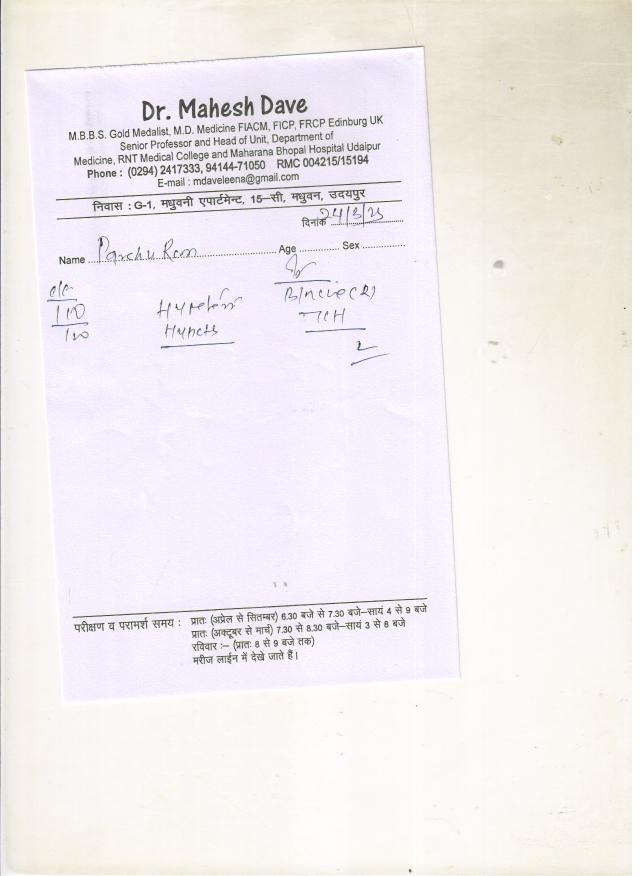 Dr. Mahesh Dave
M.B.B.S. Gold Medalist, M.D. Medicine FIACM, FICP, FRCP Edinburg UK
Senior Professor and Head of Unit, Department of
Medicine, RNT Medical College and Maharana Bhopal Hospital Udaipur
Phone : (0294) 2417333, 94144-71050 RMC 004215/15194
E-mail : mdaveleena@gmail.com
निवास : G-1, मधुवनी एपार्टमेन्ट, 15–सी, मधुवन, उदयपुर
दिनांक 24/3/23
Name Panchu Ram Age ............. Sex .............
110
परीक्षण व परामर्श समय : प्रातः (अप्रेल से सितम्बर) 6.30 बजे से 7.30 बजे–सायं 4 से 9 बजे
प्रातः (अक्टूबर से मार्च) 7.30 से 8.30 बजे–सायं 3 से 8 बजे
रविवार :– (प्रातः 8 से 9 बजे तक)
मरीज लाईन में देखे जाते हैं।